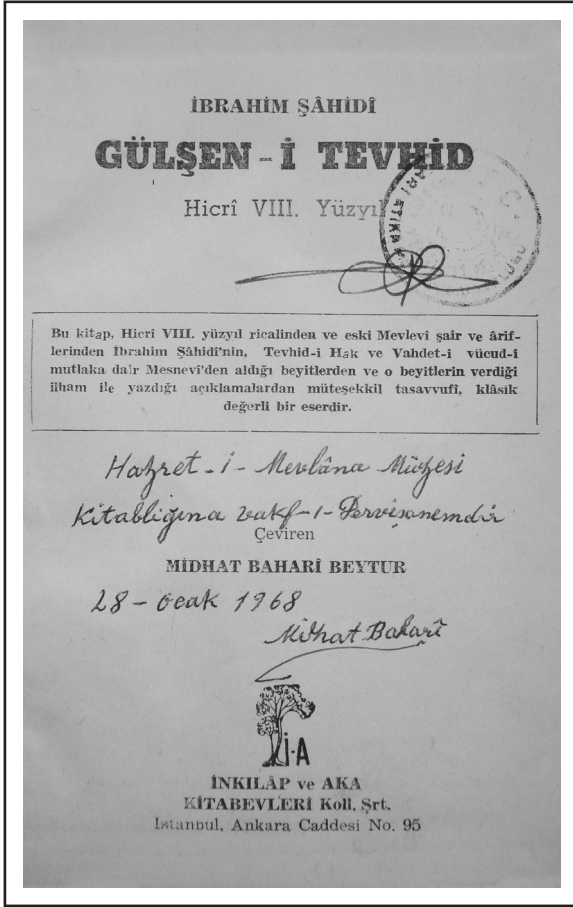 İBRAHİM ŞÂHİDÎ
GÜLŞEN - İ TEVHİD
Hicrî VIII. Yüzyıl
Bu kitap, Hicrî VIII. yüzyıl ricalinden ve eski Mevlevî şair ve ârif-
lerinden İbrahim Şâhidî'nin, Tevhid-i Hak ve Vahdet-i vücud-î
mutlaka dair Mesnevî'den aldığı beyitlerden ve o beyitlerin verdiği
ilham ile yazdığı açıklamalardan müteşekkil tasavvufî, klâsik
değerli bir eserdir.
Hazret-i-Mevlâna Müzesi
Kitablığına vakf-ı-Dervişanemdir
Çeviren
MİDHAT BAHARÎ BEYTUR
28 - Ocak 1968
Midhat Baharî
İ-A
İNKILÂP ve AKA
KİTABEVLERİ Koll. Şrt.
İstanbul, Ankara Caddesi No. 95